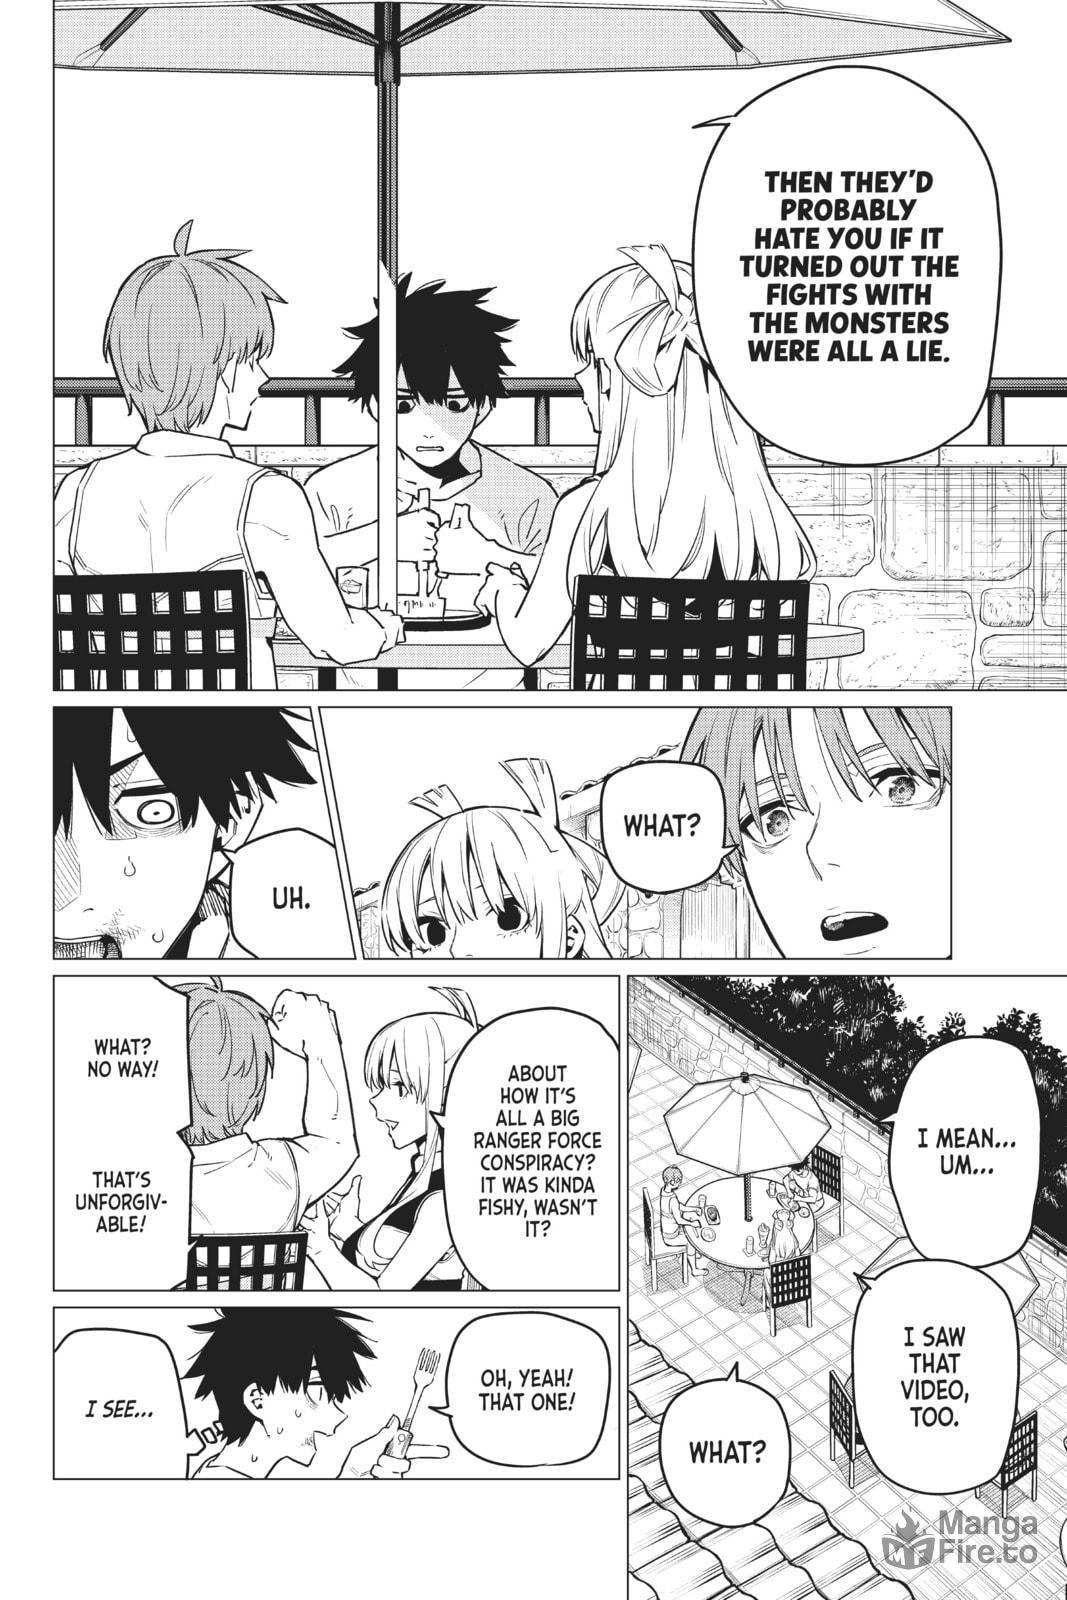 THEN THEY'D
PROBABLY
HATE YOU IF IT
TURNED OUT THE
FIGHTS WITH
THE MONSTERS
WERE ALL A LIE.
UH.
WHAT?
ABOUT
HOW IT'S
ALL A BIG
RANGER FORCE
CONSPIRACY?
IT WAS KINDA
FISHY, WASN'T
IT?
WHAT?
NO WAY!
THAT'S
UNFORGIV-
ABLE!
I MEAN...
UM...
I SAW
THAT
VIDEO,
TOO.
WHAT?
OH, YEAH!
THAT ONE!
I SEE...
Manga
Fire.to